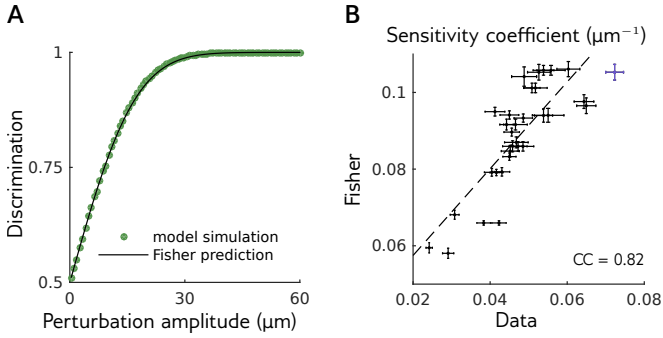 A
Discrimination
1
0.75
0.5
model simulation
Fisher prediction
0
30
60
Perturbation amplitude (μm)
B
Sensitivity coefficient (μm⁻¹)
Fisher
0.1
0.08
0.06
CC = 0.82
0.02
0.04
0.06
0.08
Data